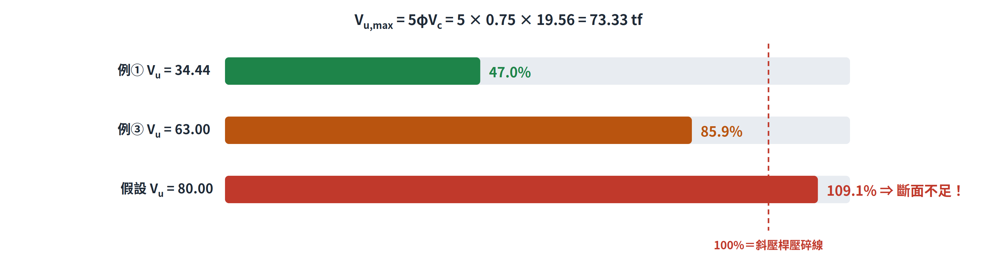 Vu,max = 5ϕVc = 5 × 0.75 × 19.56 = 73.33 tf
例① Vu = 34.44
47.0%
例③ Vu = 63.00
85.9%
假設 Vu = 80.00
109.1% ⇒ 斷面不足！
100%＝斜壓桿壓碎線